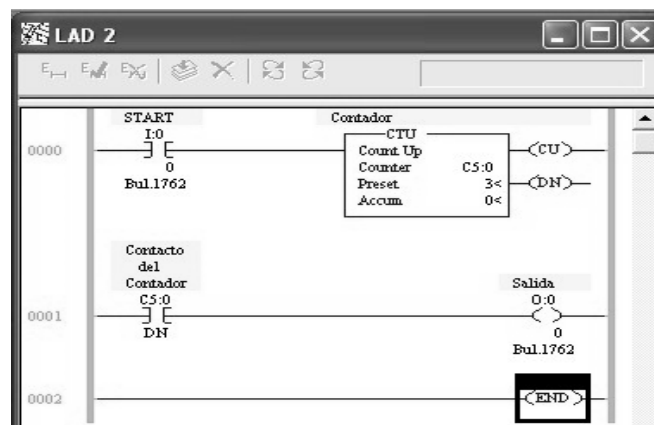 LAD 2
START
I:0
0
Bul.1762
Contador
CTU
Count Up
Counter C5:0
Preset 3<
Accum 0<
CU
DN
0000
Contacto
del
Contador
C5:0
DN
Salida
O:0
0
Bul.1762
0001
0002
END